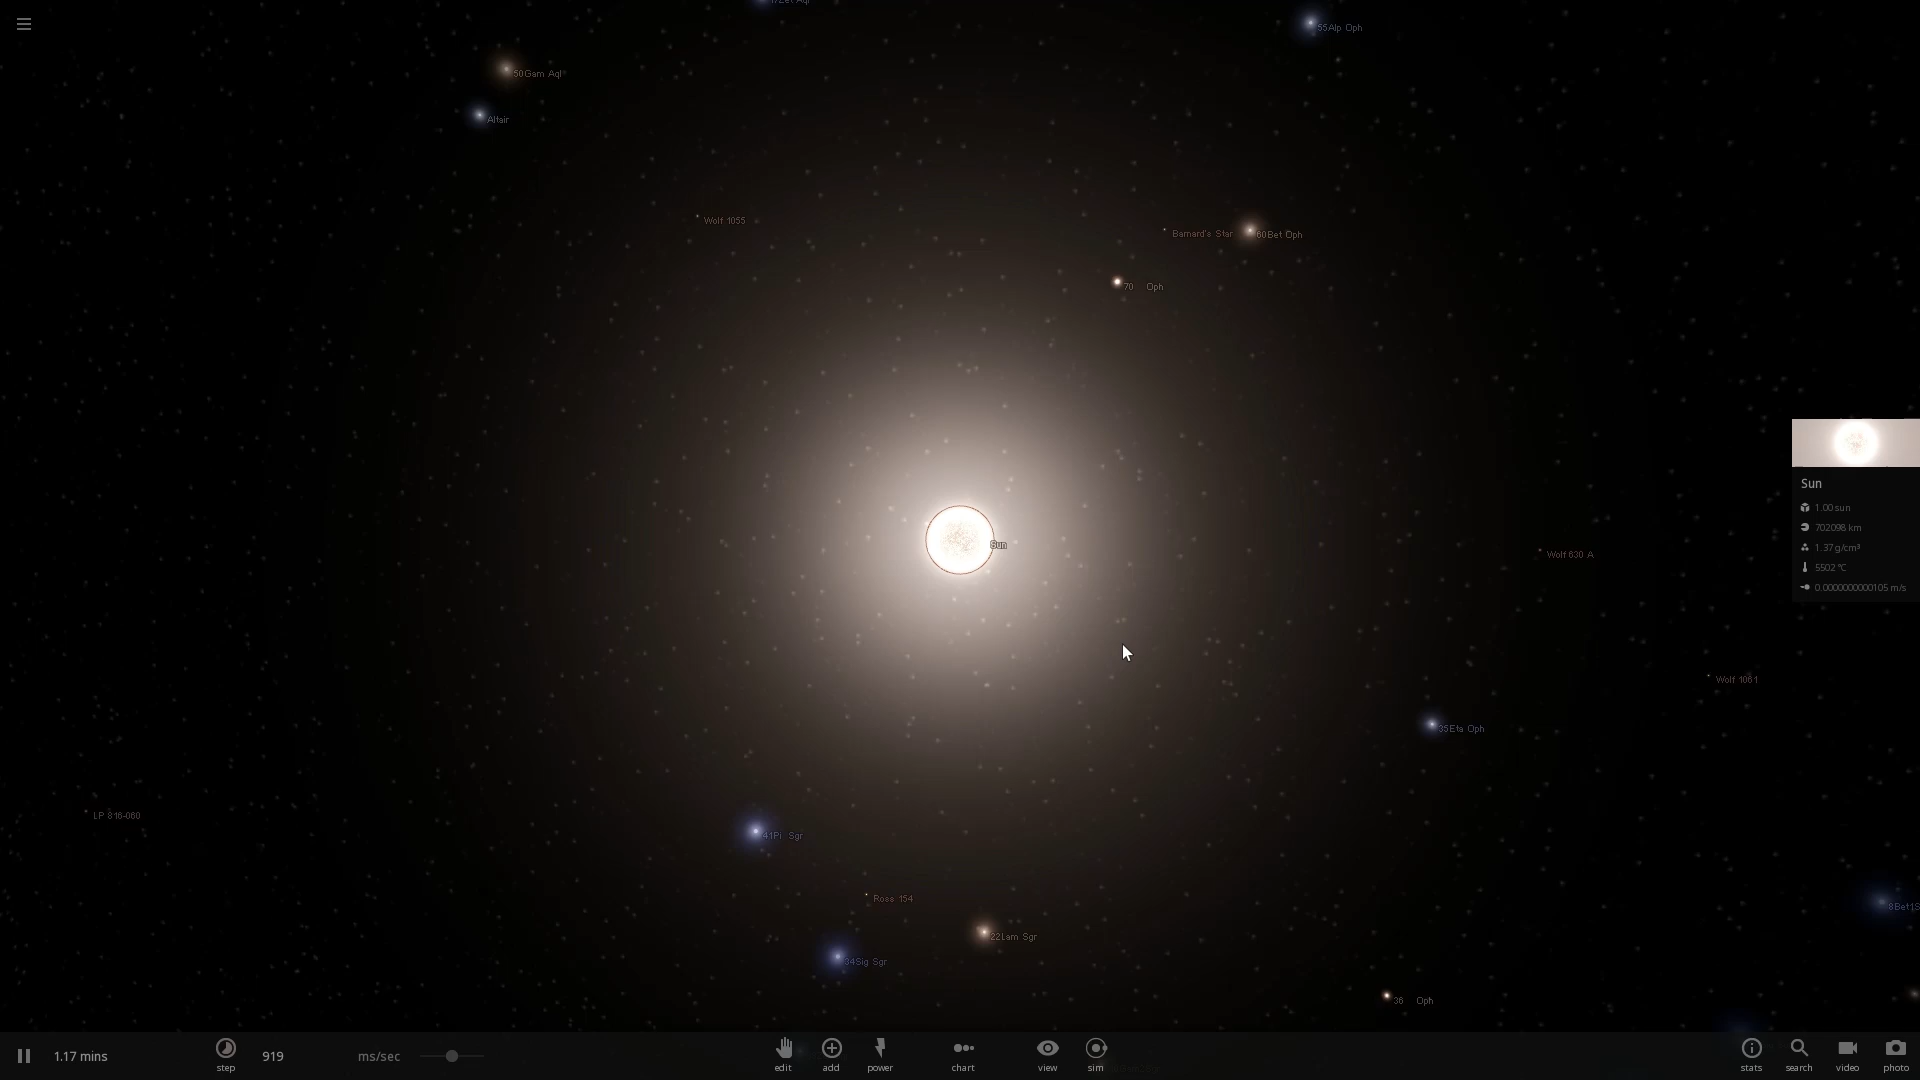 55Alp Oph
50Gam Aql
Altair
Wolf 1055
Barnard's Star
60Bet Oph
70 Oph
Sun
Sun
1.00 sun
702098 km
1.37 g/cm³
5502 °C
0.0000000000105 m/s
Wolf 630 A
Wolf 1061
35Eta Oph
LP 816-060
41Pi Sgr
Ross 154
8Bet1S
22Lam Sgr
34Sig Sgr
36 Oph
1.17 mins
step
919
ms/sec
edit
add
power
chart
view
sim
stats
search
video
photo